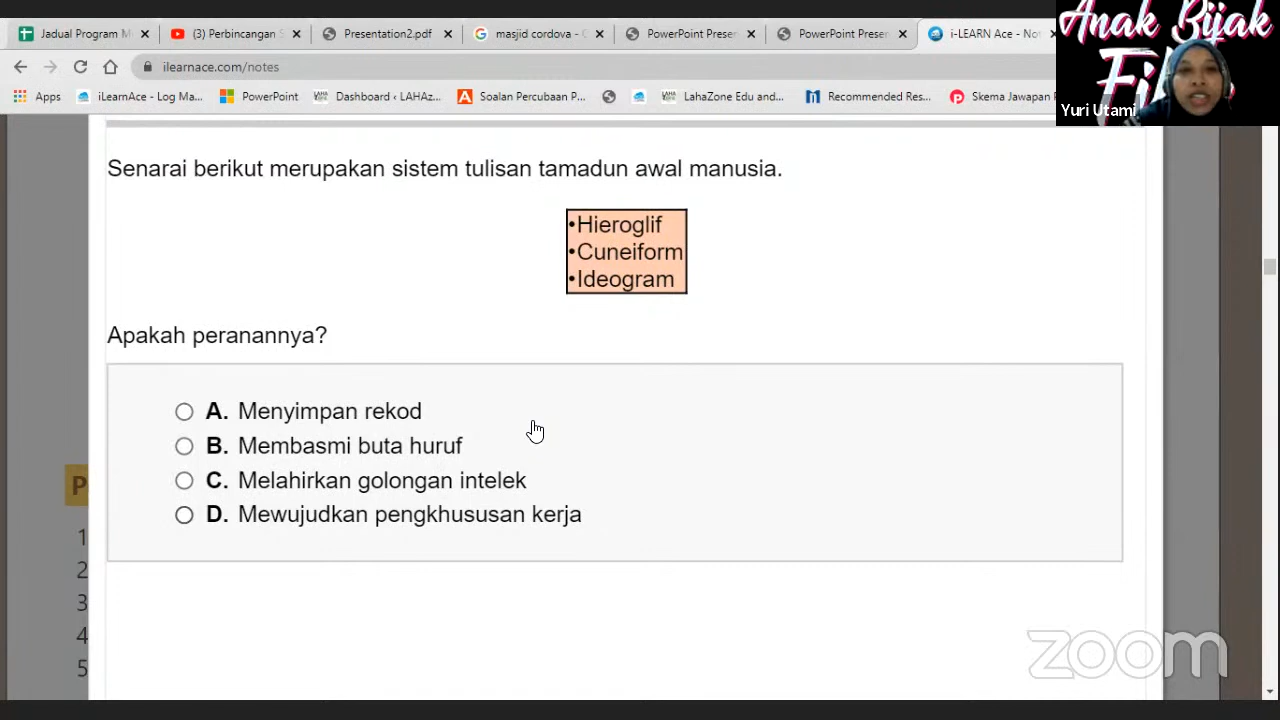 Jadual Program M
(3) Perbincangan S
Presentation2.pdf
masjid cordova - G
PowerPoint Presen
PowerPoint Presen
i-LEARN Ace - Not
ilearnace.com/notes
Apps
iLearnAce - Log Ma...
PowerPoint
Dashboard ‹ LAHAz...
Soalan Percubaan P...
LahaZone Edu and...
Recommended Res...
Skema Jawapan P
Anak Bijak
Yuri Utami
Senarai berikut merupakan sistem tulisan tamadun awal manusia.
•Hieroglif
•Cuneiform
•Ideogram
Apakah peranannya?
A. Menyimpan rekod
B. Membasmi buta huruf
C. Melahirkan golongan intelek
D. Mewujudkan pengkhususan kerja
P
1
2
3
4
5
zoom